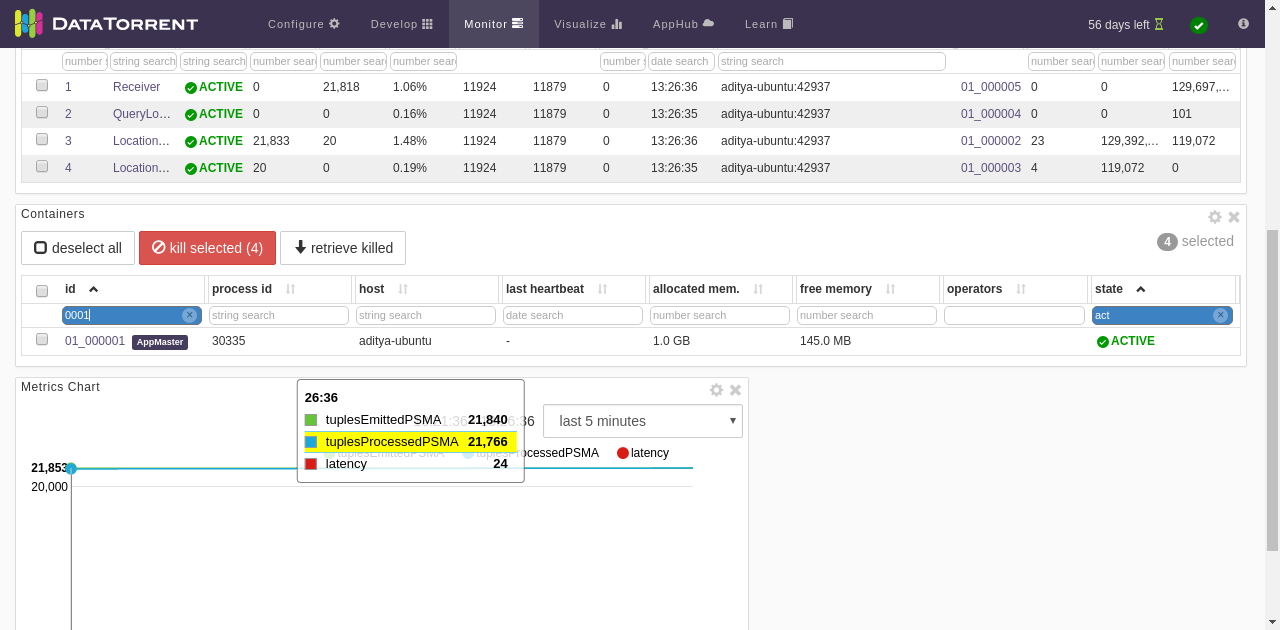 DATATORRENT Configure Develop Monitor Visualize AppHub Learn 56 days left
number s string search string search number sear number sear number sear number s date search string search number sear number sear number sear
1 Receiver ACTIVE 0 21,818 1.06% 11924 11879 0 13:26:36 aditya-ubuntu:42937 01_000005 0 0 129,697,...
2 QueryLo... ACTIVE 0 0 0.16% 11924 11879 0 13:26:35 aditya-ubuntu:42937 01_000004 0 0 101
3 Location... ACTIVE 21,833 20 1.48% 11924 11879 0 13:26:36 aditya-ubuntu:42937 01_000002 23 129,392,... 119,072
4 Location... ACTIVE 20 0 0.19% 11924 11879 0 13:26:35 aditya-ubuntu:42937 01_000003 4 119,072 0
Containers
deselect all kill selected (4) retrieve killed 4 selected
id process id host last heartbeat allocated mem. free memory operators state
0001 string search string search date search number search number search act
01_000001 AppMaster 30335 aditya-ubuntu - 1.0 GB 145.0 MB ACTIVE
Metrics Chart
26:36
tuplesEmittedPSMA 21,840
last 5 minutes
tuplesProcessedPSMA 21,766
tuplesEmittedPSMA tuplesProcessedPSMA latency
latency 24
21,853
20,000